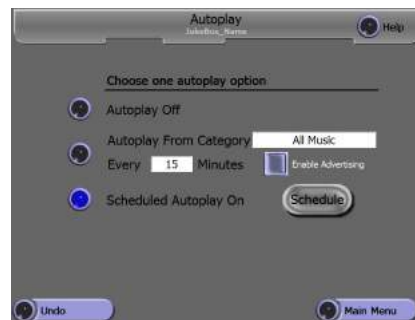 Autoplay
JukeBox_Name
Help
Choose one autoplay option
Autoplay Off
Autoplay From Category All Music
Every 15 Minutes Enable Advertising
Scheduled Autoplay On Schedule
Undo Main Menu